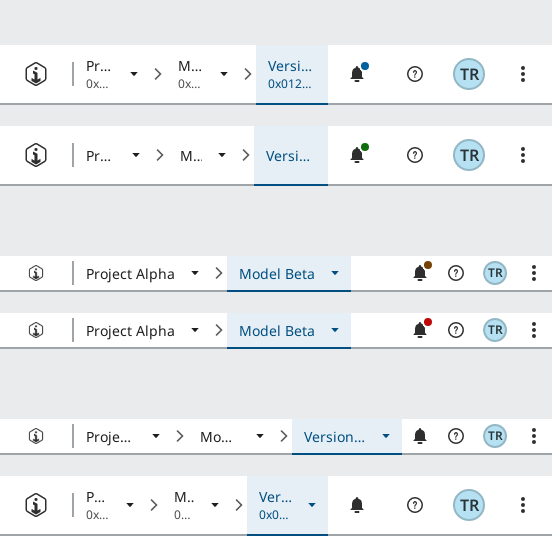 Pr... M... Versi...
0x... 0x... 0x012... TR
Pr... M... Versi... TR
Project Alpha Model Beta TR
Project Alpha Model Beta TR
Proje... Mo... Version... TR
P... M... Ver...
0x... 0... 0x0... TR